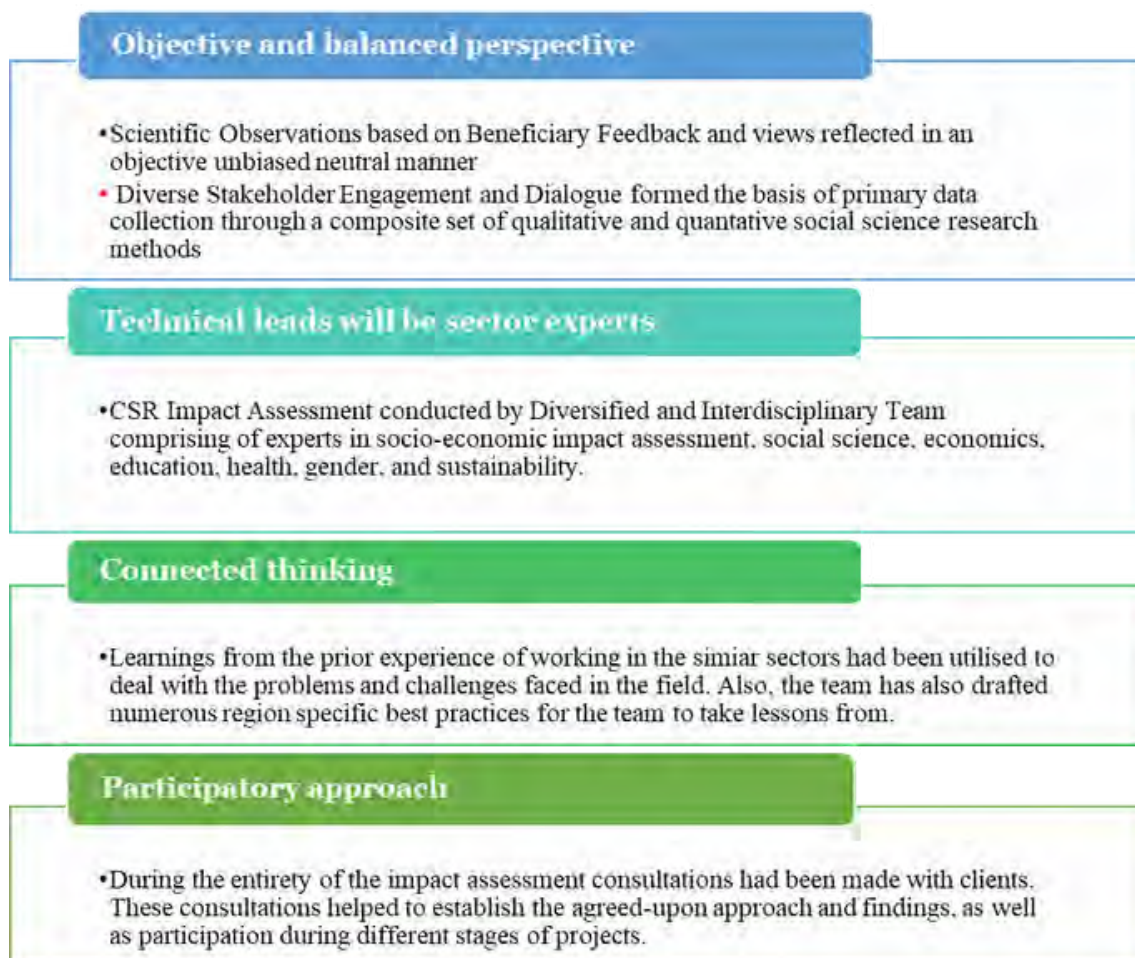 Objective and balanced perspective
•Scientific Observations based on Beneficiary Feedback and views reflected in an
objective unbiased neutral manner
• Diverse Stakeholder Engagement and Dialogue formed the basis of primary data
collection through a composite set of qualitative and quantative social science research
methods
Technical leads will be sector experts
•CSR Impact Assessment conducted by Diversified and Interdisciplinary Team
comprising of experts in socio-economic impact assessment, social science, economics,
education, health, gender, and sustainability.
Connected thinking
•Learnings from the prior experience of working in the simiar sectors had been utilised to
deal with the problems and challenges faced in the field. Also, the team has also drafted
numerous region specific best practices for the team to take lessons from.
Participatory approach
•During the entirety of the impact assessment consultations had been made with clients.
These consultations helped to establish the agreed-upon approach and findings, as well
as participation during different stages of projects.